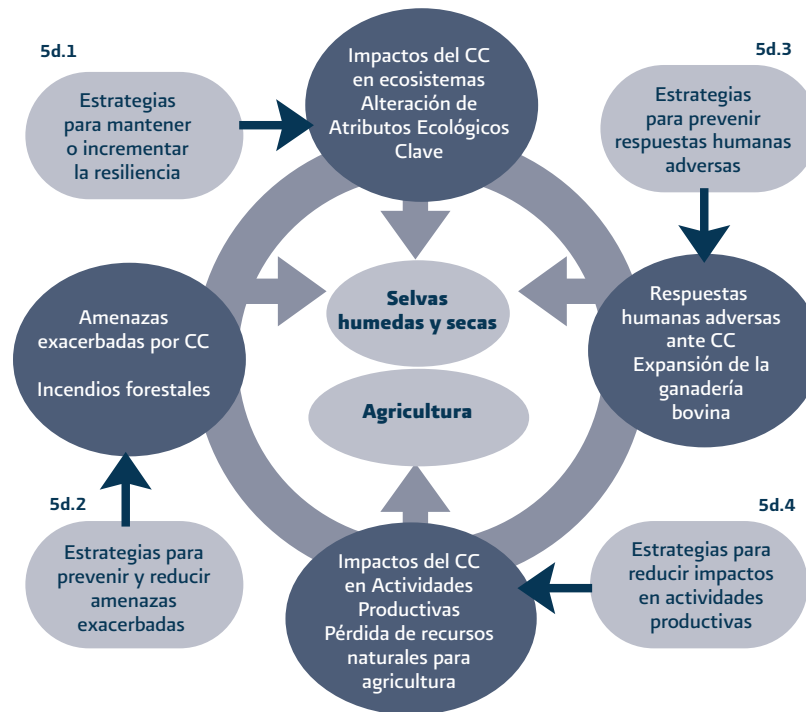 5d.1
Estrategias
para mantener
o incrementar
la resiliencia
Impactos del CC
en ecosistemas
Alteración de
Atributos Ecológicos
Clave
5d.3
Estrategias
para prevenir
respuestas humanas
adversas
Amenazas
exacerbadas por CC
Incendios forestales
Selvas
humedas y secas
Agricultura
Respuestas
humanas adversas
ante CC
Expansión de la
ganadería
bovina
5d.2
Estrategias para
prevenir y reducir
amenazas
exacerbadas
Impactos del CC
en Actividades
Productivas
Pérdida de recursos
naturales para
agricultura
5d.4
Estrategias para
reducir impactos
en actividades
productivas